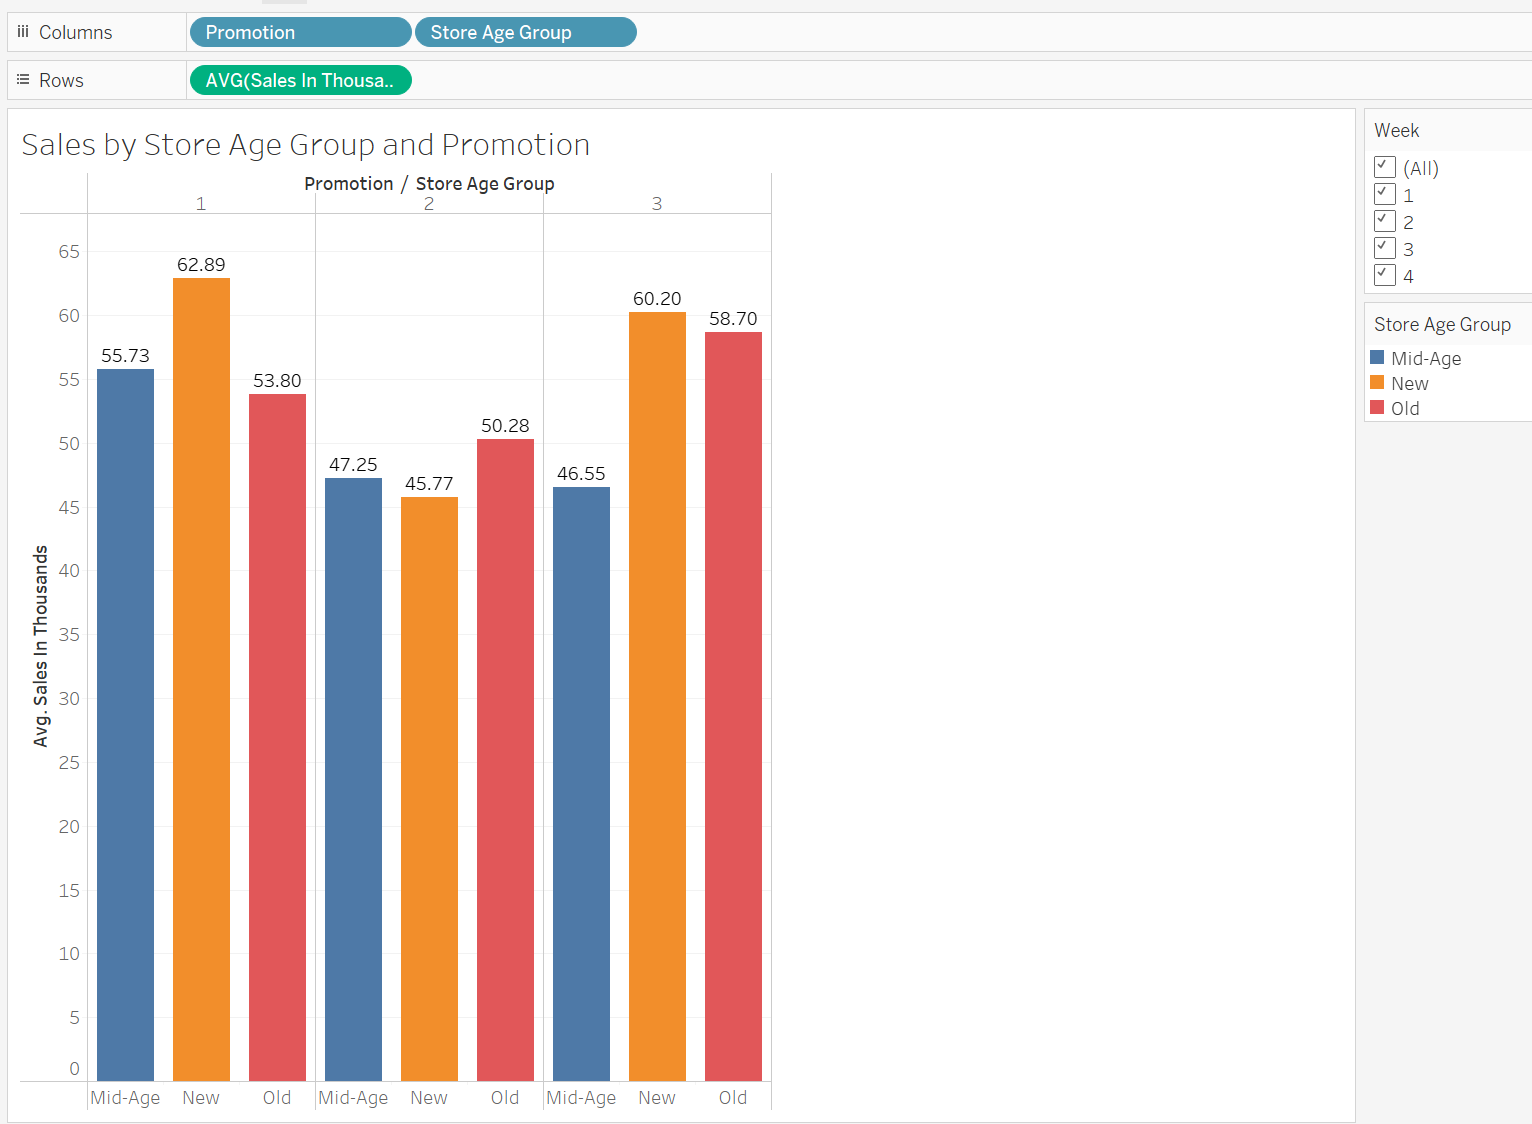 Columns Promotion Store Age Group
Rows AVG(Sales In Thousa..
Sales by Store Age Group and Promotion
Promotion / Store Age Group
1 2 3
65
60
55
50
45
40
35
30
25
20
15
10
5
0
Avg. Sales In Thousands
55.73
62.89
53.80
47.25
45.77
50.28
46.55
60.20
58.70
Mid-Age New Old Mid-Age New Old Mid-Age New Old
Week
(All)
1
2
3
4
Store Age Group
Mid-Age
New
Old